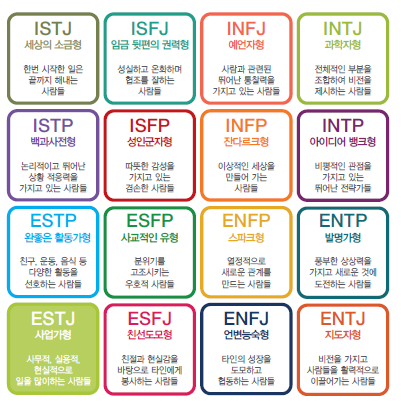 ISTJ
세상의 소금형
한번 시작한 일은
끝까지 해내는
사람들
ISFJ
임금 뒷편의 권력형
성실하고 온화하며
협조를 잘하는
사람들
INFJ
예언자형
사람과 관련된
뛰어난 통찰력을
가지고 있는 사람들
INTJ
과학자형
전체적인 부분을
조합하여 비전을
제시하는 사람들
ISTP
백과사전형
논리적이고 뛰어난
상황 적응력을
가지고 있는 사람들
ISFP
성인군자형
따뜻한 감성을
가지고 있는
겸손한 사람들
INFP
잔다르크형
이상적인 세상을
만들어 가는
사람들
INTP
아이디어 뱅크형
비평적인 관점을
가지고 있는
뛰어난 전략가들
ESTP
수완좋은 활동가형
친구, 운동, 음식 등
다양한 활동을
선호하는 사람들
ESFP
사교적인 유형
분위기를
고조시키는
우호적 사람들
ENFP
스파크형
열정적으로
새로운 관계를
만드는 사람들
ENTP
발명가형
풍부한 상상력을
가지고 새로운 것에
도전하는 사람들
ESTJ
사업가형
사무적, 실용적,
현실적으로
일을 많이하는 사람들
ESFJ
친선도모형
친절과 현실감을
바탕으로 타인에게
봉사하는 사람들
ENFJ
언변능숙형
타인의 성장을
도모하고
협동하는 사람들
ENTJ
지도자형
비전을 가지고
사람들을 활력적으로
이끌어가는 사람들